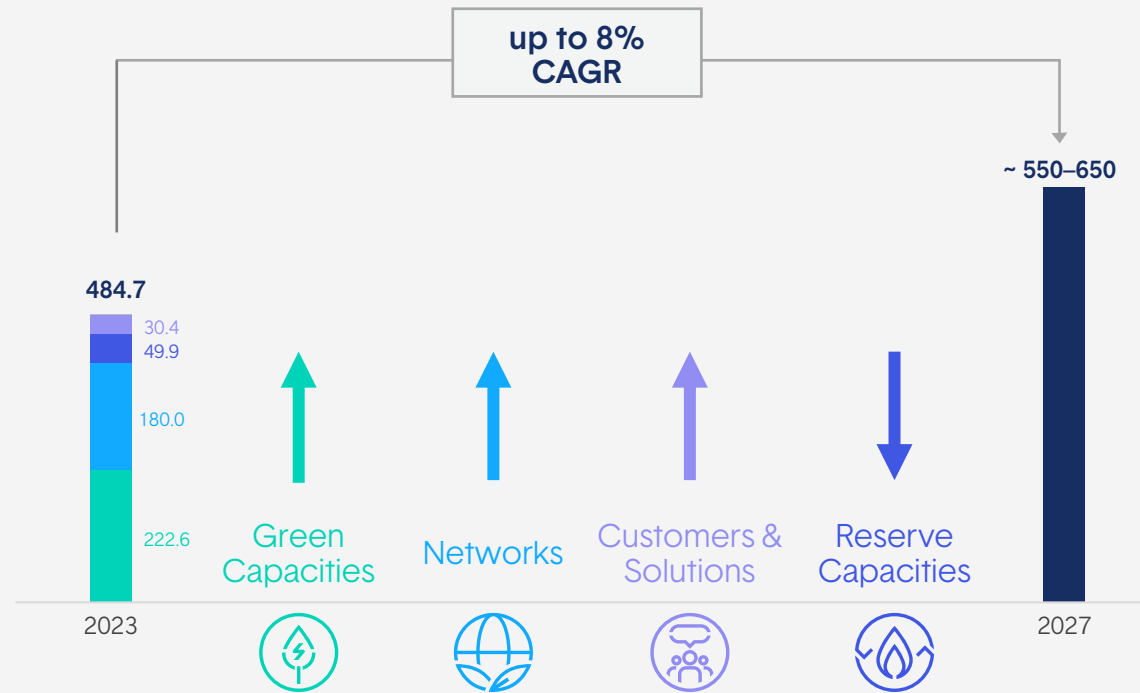 up to 8%
CAGR
~ 550–650
484.7
30.4
49.9
180.0
222.6
Green
Capacities
Networks
Customers &
Solutions
Reserve
Capacities
2023
2027